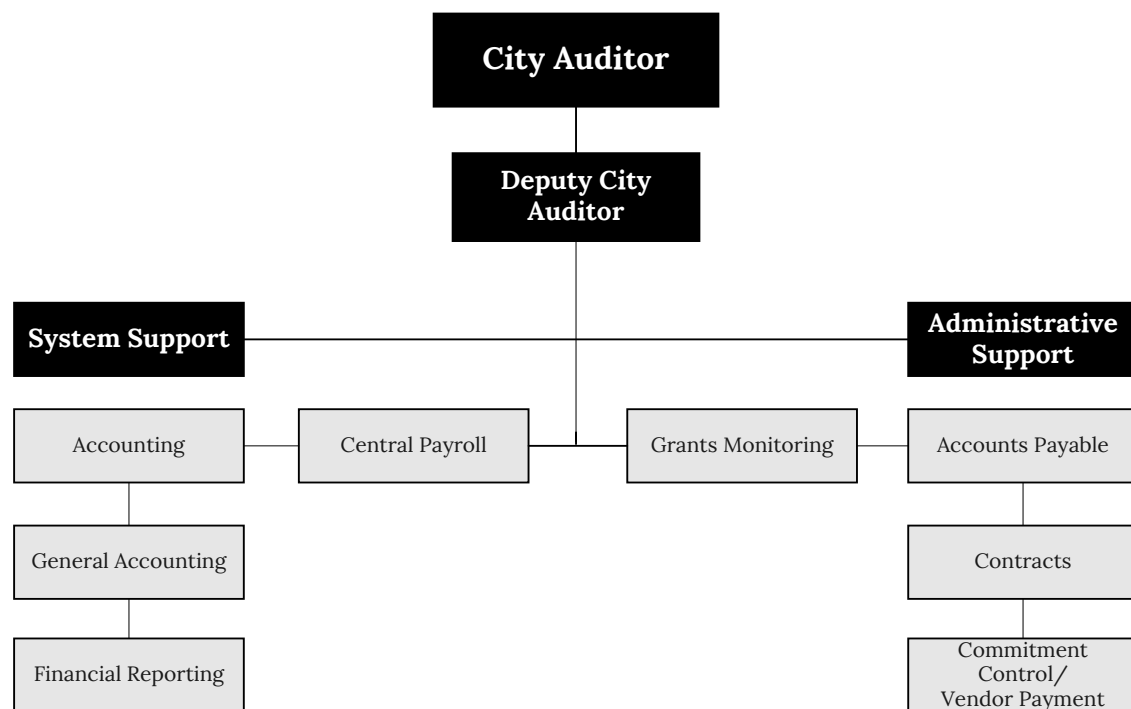 City Auditor
Deputy City
Auditor
System Support
Administrative
Support
Accounting
Central Payroll
Grants Monitoring
Accounts Payable
General Accounting
Contracts
Financial Reporting
Commitment
Control/
Vendor Payment